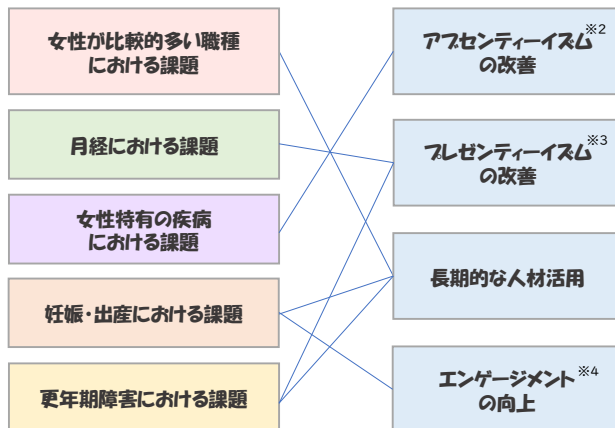 女性が比較的多い職種
における課題
月経における課題
女性特有の疾病
における課題
妊娠・出産における課題
更年期障害における課題
アブセンティーイズム※2
の改善
プレゼンティーイズム※3
の改善
長期的な人材活用
エンゲージメント※4
の向上